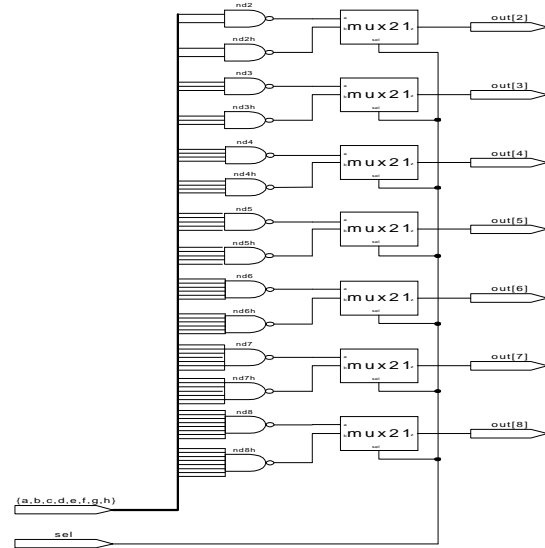 nd2
a
b mux21 z
sel
out[2]
nd2h
nd3
a
b mux21 z
sel
out[3]
nd3h
nd4
a
b mux21 z
sel
out[4]
nd4h
nd5
a
b mux21 z
sel
out[5]
nd5h
nd6
a
b mux21 z
sel
out[6]
nd6h
nd7
a
b mux21 z
sel
out[7]
nd7h
nd8
a
b mux21 z
sel
out[8]
nd8h
{a,b,c,d,e,f,g,h}
sel